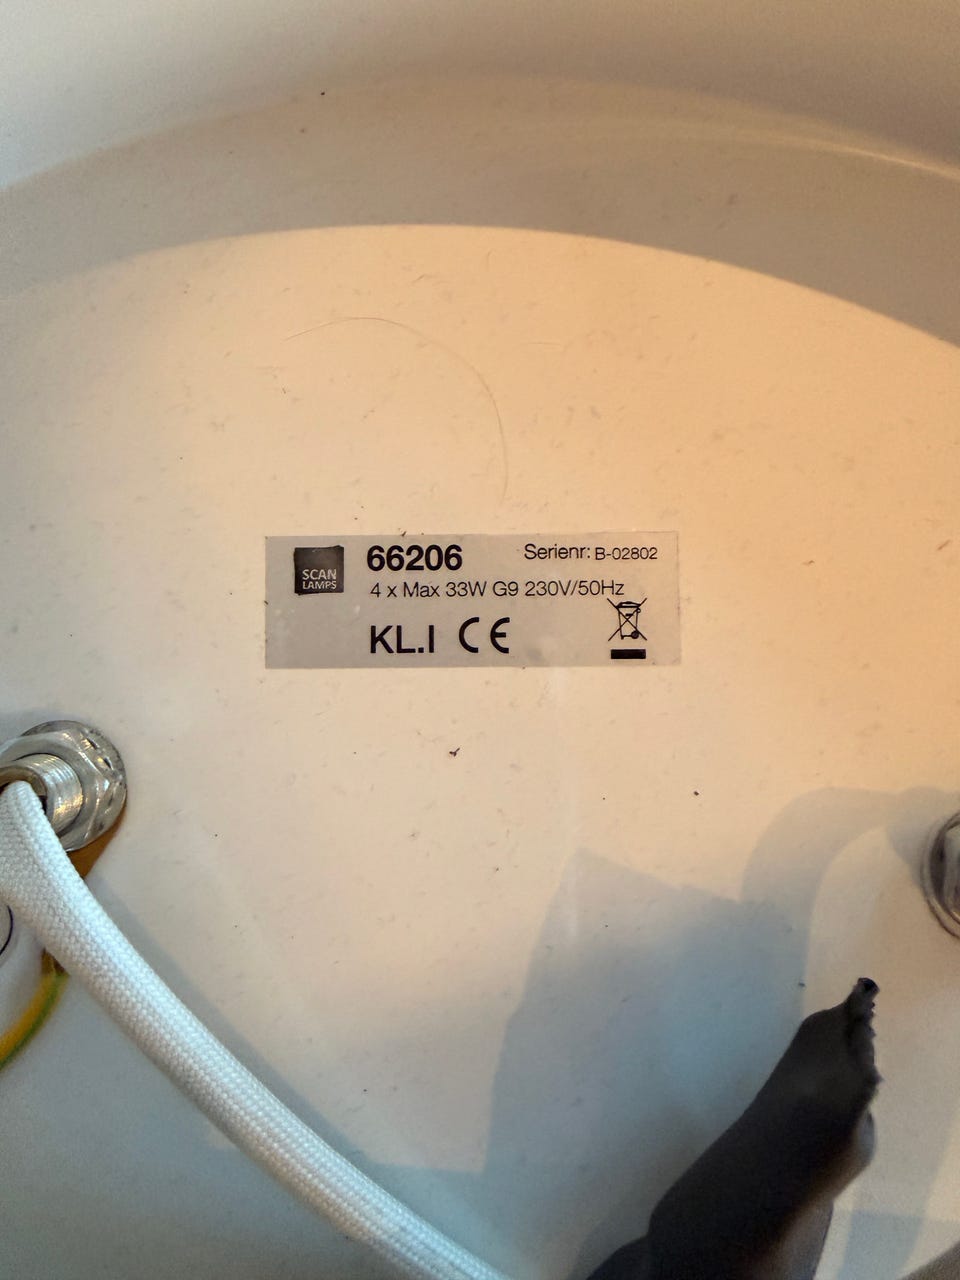 SCAN
LAMPS
66206
Serienr: B-02802
4 x Max 33W G9 230V/50Hz
KL.I CE